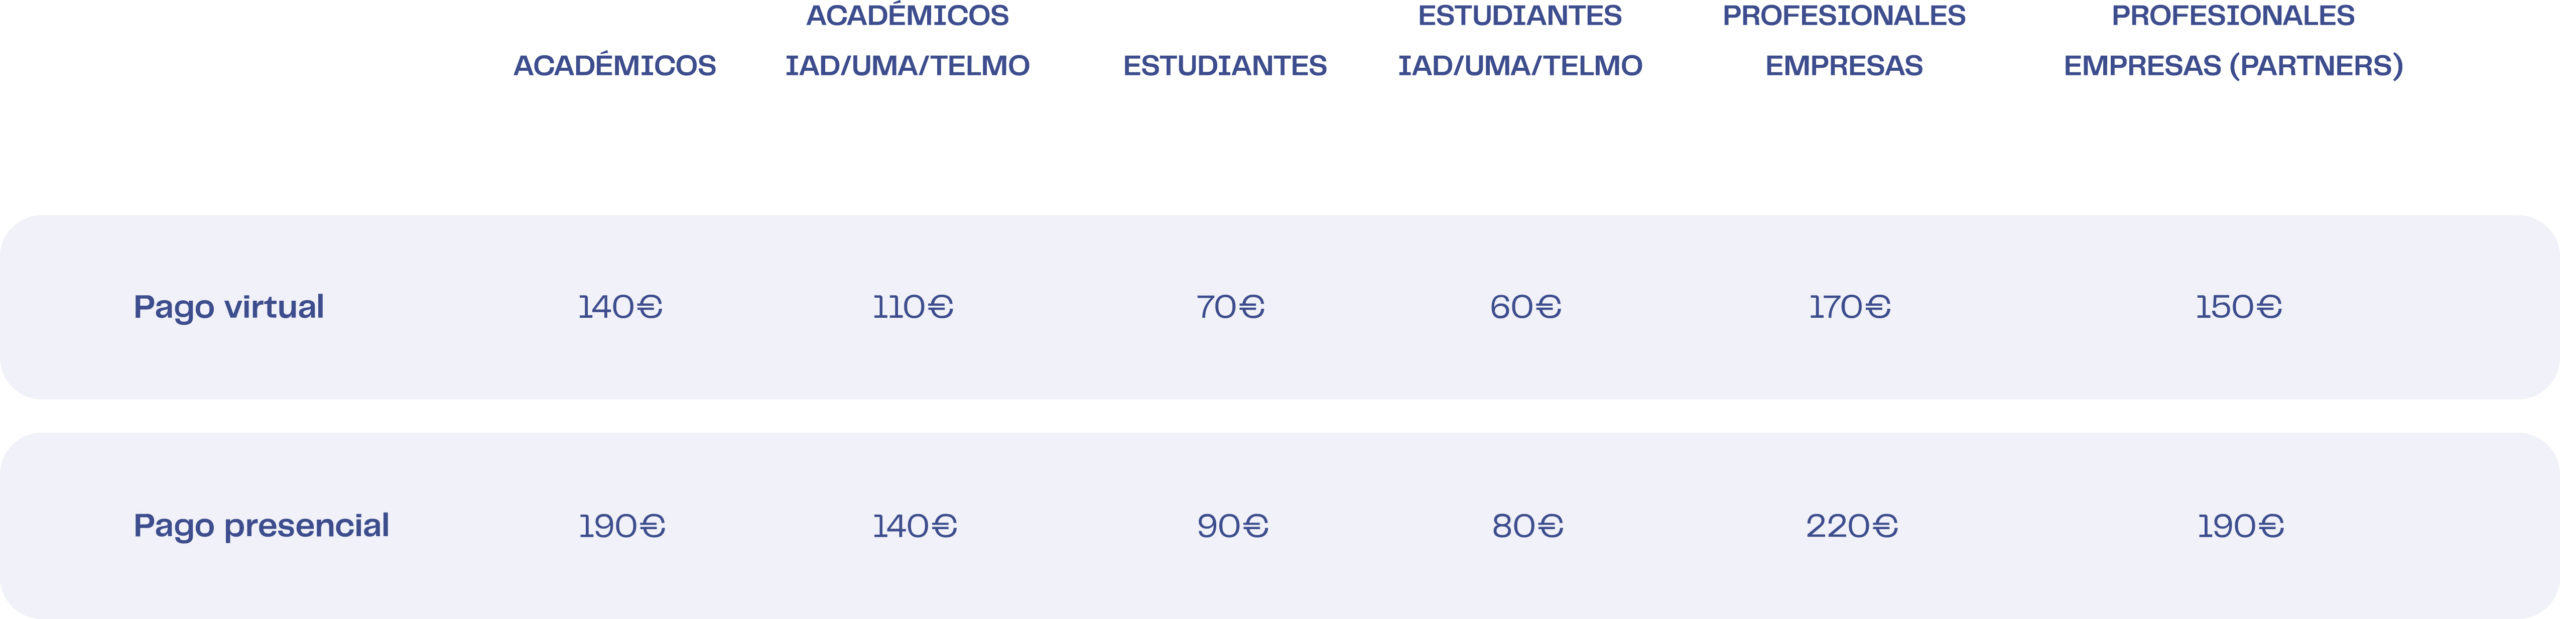 ACADÉMICOS
ACADÉMICOS
IAD/UMA/TELMO
ESTUDIANTES
ESTUDIANTES
IAD/UMA/TELMO
PROFESIONALES
EMPRESAS
PROFESIONALES
EMPRESAS (PARTNERS)
Pago virtual 140€ 110€ 70€ 60€ 170€ 150€
Pago presencial 190€ 140€ 90€ 80€ 220€ 190€